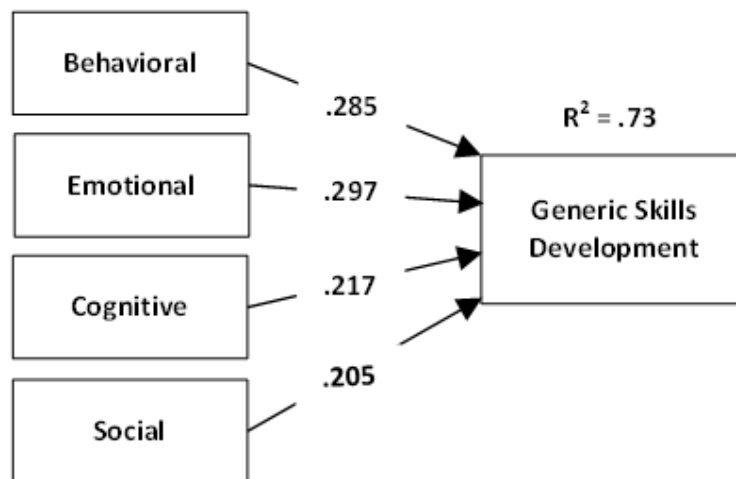 Behavioral
.285
R² = .73
Emotional
.297
Generic Skills
Development
Cognitive
.217
.205
Social